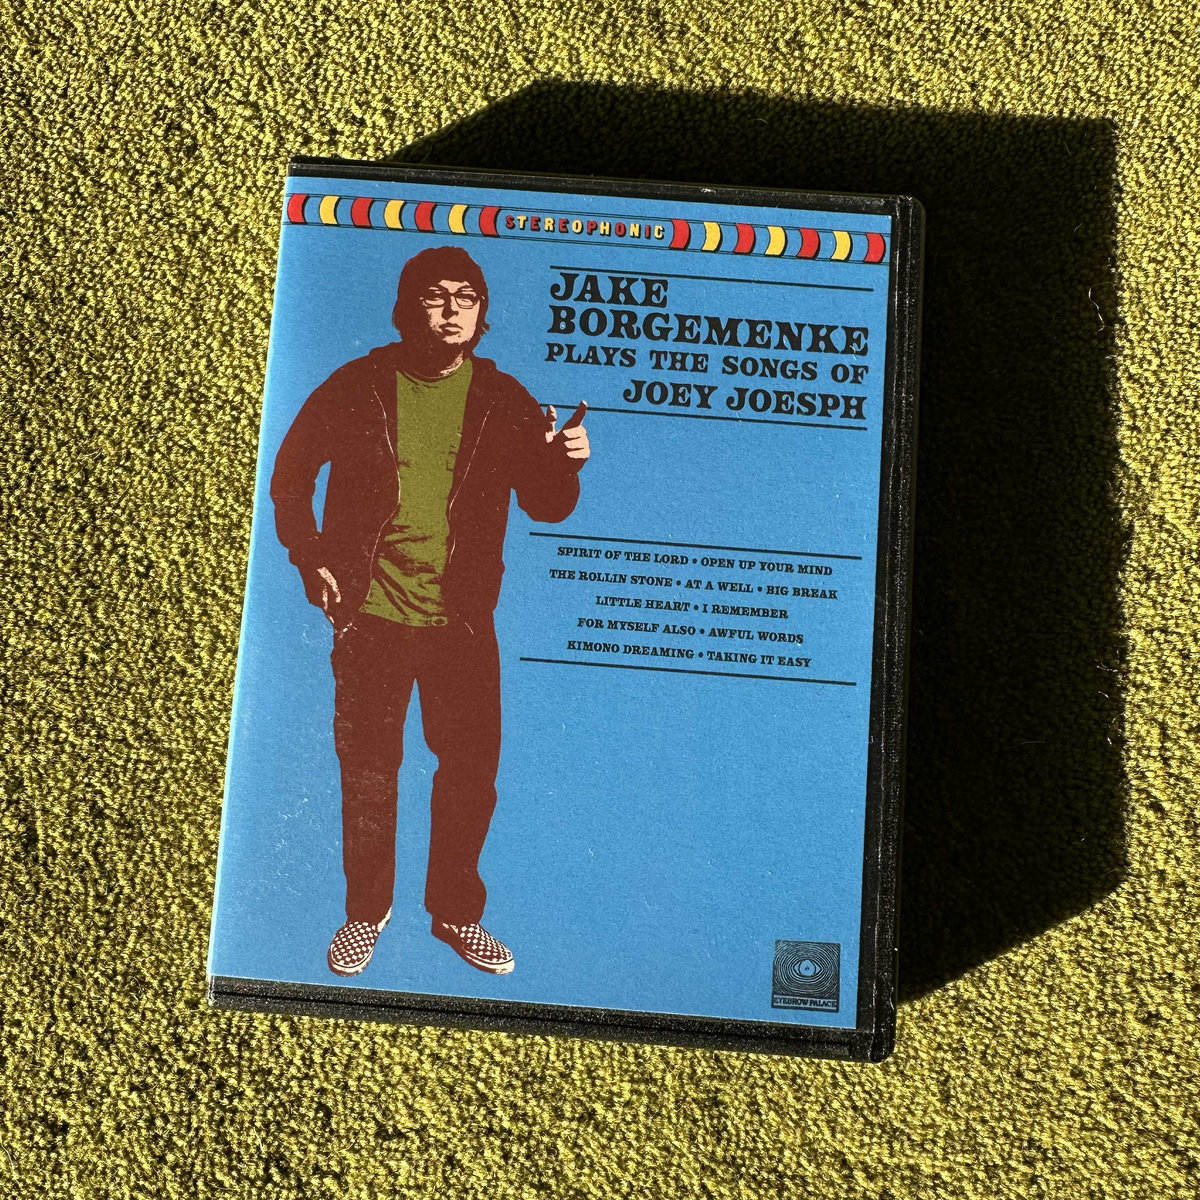 STEREOPHONIC
JAKE
BORGEMENKE
PLAYS THE SONGS OF
JOEY JOESPH
SPIRIT OF THE LORD • OPEN UP YOUR MIND
THE ROLLIN STONE • AT A WELL • BIG BREAK
LITTLE HEART • I REMEMBER
FOR MYSELF ALSO • AWFUL WORDS
KIMONO DREAMING • TAKING IT EASY
EYEBROW PALACE